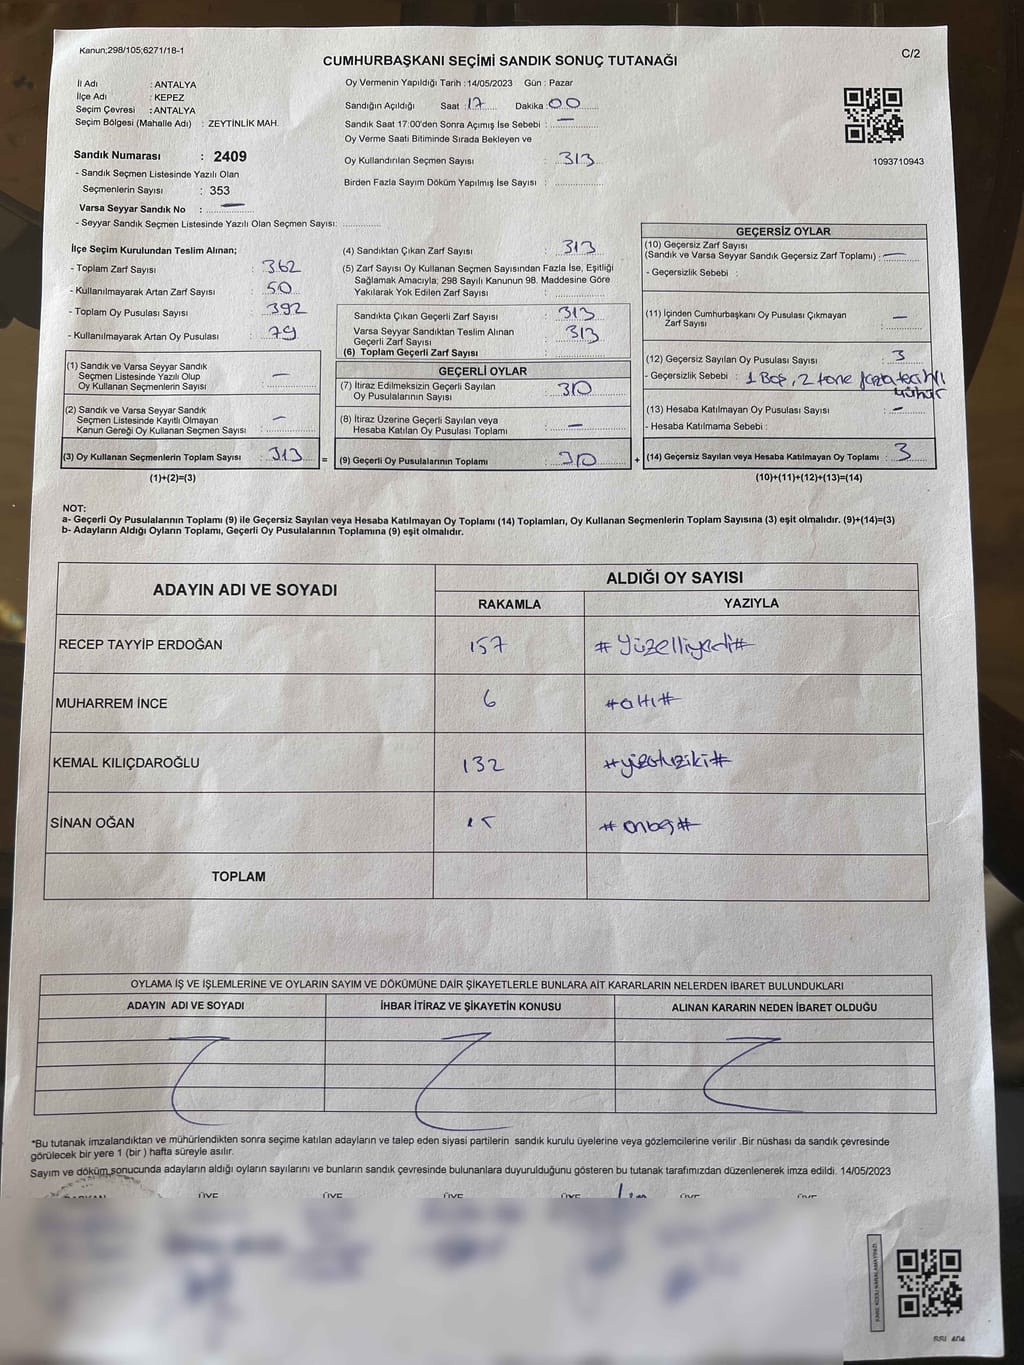 Kanun;298/105;6271/18-1
C/2
CUMHURBAŞKANI SEÇİMİ SANDIK SONUÇ TUTANAĞI
İl Adı : ANTALYA
İlçe Adı : KEPEZ
Seçim Çevresi : ANTALYA
Seçim Bölgesi (Mahalle Adı) : ZEYTİNLİK MAH.
Sandık Numarası : 2409
- Sandık Seçmen Listesinde Yazılı Olan
Seçmenlerin Sayısı : 353
Varsa Seyyar Sandık No : —
- Seyyar Sandık Seçmen Listesinde Yazılı Olan Seçmen Sayısı:
Oy Vermenin Yapıldığı Tarih : 14/05/2023 Gün : Pazar
Sandığın Açıldığı Saat : 17 Dakika : 00
Sandık Saat 17:00'den Sonra Açımış İse Sebebi : —
Oy Verme Saati Bitiminde Sırada Bekleyen ve
Oy Kullandırılan Seçmen Sayısı : 313
Birden Fazla Sayım Döküm Yapılmış İse Sayısı :
1093710943
İlçe Seçim Kurulundan Teslim Alınan;
- Toplam Zarf Sayısı : 362
- Kullanılmayarak Artan Zarf Sayısı : 50
- Toplam Oy Pusulası Sayısı : 392
- Kullanılmayarak Artan Oy Pusulası : 79
(1) Sandık ve Varsa Seyyar Sandık
Seçmen Listesinde Yazılı Olup
Oy Kullanan Seçmenlerin Sayısı : —
(2) Sandık ve Varsa Seyyar Sandık
Seçmen Listesinde Kayıtlı Olmayan
Kanun Gereği Oy Kullanan Seçmen Sayısı : —
(3) Oy Kullanan Seçmenlerin Toplam Sayısı : 313 =
(1)+(2)=(3)
(4) Sandıktan Çıkan Zarf Sayısı : 313
(5) Zarf Sayısı Oy Kullanan Seçmen Sayısından Fazla İse, Eşitliği
Sağlamak Amacıyla; 298 Sayılı Kanunun 98. Maddesine Göre
Yakılarak Yok Edilen Zarf Sayısı :
Sandıkta Çıkan Geçerli Zarf Sayısı : 313
Varsa Seyyar Sandıktan Teslim Alınan
Geçerli Zarf Sayısı : 313
(6) Toplam Geçerli Zarf Sayısı :
GEÇERLİ OYLAR
(7) İtiraz Edilmeksizin Geçerli Sayılan
Oy Pusulalarının Sayısı : 310
(8) İtiraz Üzerine Geçerli Sayılan veya
Hesaba Katılan Oy Pusulası Toplamı : —
(9) Geçerli Oy Pusulalarının Toplamı : 310 +
GEÇERSİZ OYLAR
(10) Geçersiz Zarf Sayısı
(Sandık ve Varsa Seyyar Sandık Geçersiz Zarf Toplamı) : —
- Geçersizlik Sebebi :
(11) İçinden Cumhurbaşkanı Oy Pusulası Çıkmayan
Zarf Sayısı : —
(12) Geçersiz Sayılan Oy Pusulası Sayısı : 3
- Geçersizlik Sebebi : 1 Boş, 2 tane fazla tercihli
mühür
(13) Hesaba Katılmayan Oy Pusulası Sayısı : —
- Hesaba Katılmama Sebebi :
(14) Geçersiz Sayılan veya Hesaba Katılmayan Oy Toplamı : 3
(10)+(11)+(12)+(13)=(14)
NOT:
a- Geçerli Oy Pusulalarının Toplamı (9) ile Geçersiz Sayılan veya Hesaba Katılmayan Oy Toplamı (14) Toplamları, Oy Kullanan Seçmenlerin Toplam Sayısına (3) eşit olmalıdır. (9)+(14)=(3)
b- Adayların Aldığı Oyların Toplamı, Geçerli Oy Pusulalarının Toplamına (9) eşit olmalıdır.
ADAYIN ADI VE SOYADI
ALDIĞI OY SAYISI
RAKAMLA YAZIYLA
RECEP TAYYİP ERDOĞAN 157 #Yüzelliyedi#
MUHARREM İNCE 6 #altı#
KEMAL KILIÇDAROĞLU 132 #yüzotuziki#
SİNAN OĞAN 15 #onbeş#
TOPLAM
OYLAMA İŞ VE İŞLEMLERİNE VE OYLARIN SAYIM VE DÖKÜMÜNE DAİR ŞİKAYETLERLE BUNLARA AİT KARARLARIN NELERDEN İBARET BULUNDUKLARI
ADAYIN ADI VE SOYADI İHBAR İTİRAZ VE ŞİKAYETİN KONUSU ALINAN KARARIN NEDEN İBARET OLDUĞU
*Bu tutanak imzalandıktan ve mühürlendikten sonra seçime katılan adayların ve talep eden siyasi partilerin sandık kurulu üyelerine veya gözlemcilerine verilir .Bir nüshası da sandık çevresinde
görülecek bir yere 1 (bir ) hafta süreyle asılır.
Sayım ve döküm sonucunda adayların aldığı oyların sayılarını ve bunların sandık çevresinde bulunanlara duyurulduğunu gösteren bu tutanak tarafımızdan düzenlenerek imza edildi. 14/05/2023
BAŞKAN ÜYE ÜYE ÜYE ÜYE ÜYE ÜYE